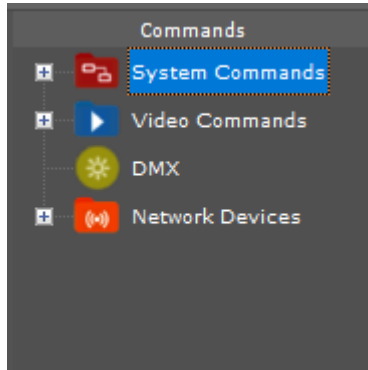 Commands
System Commands
Video Commands
DMX
Network Devices